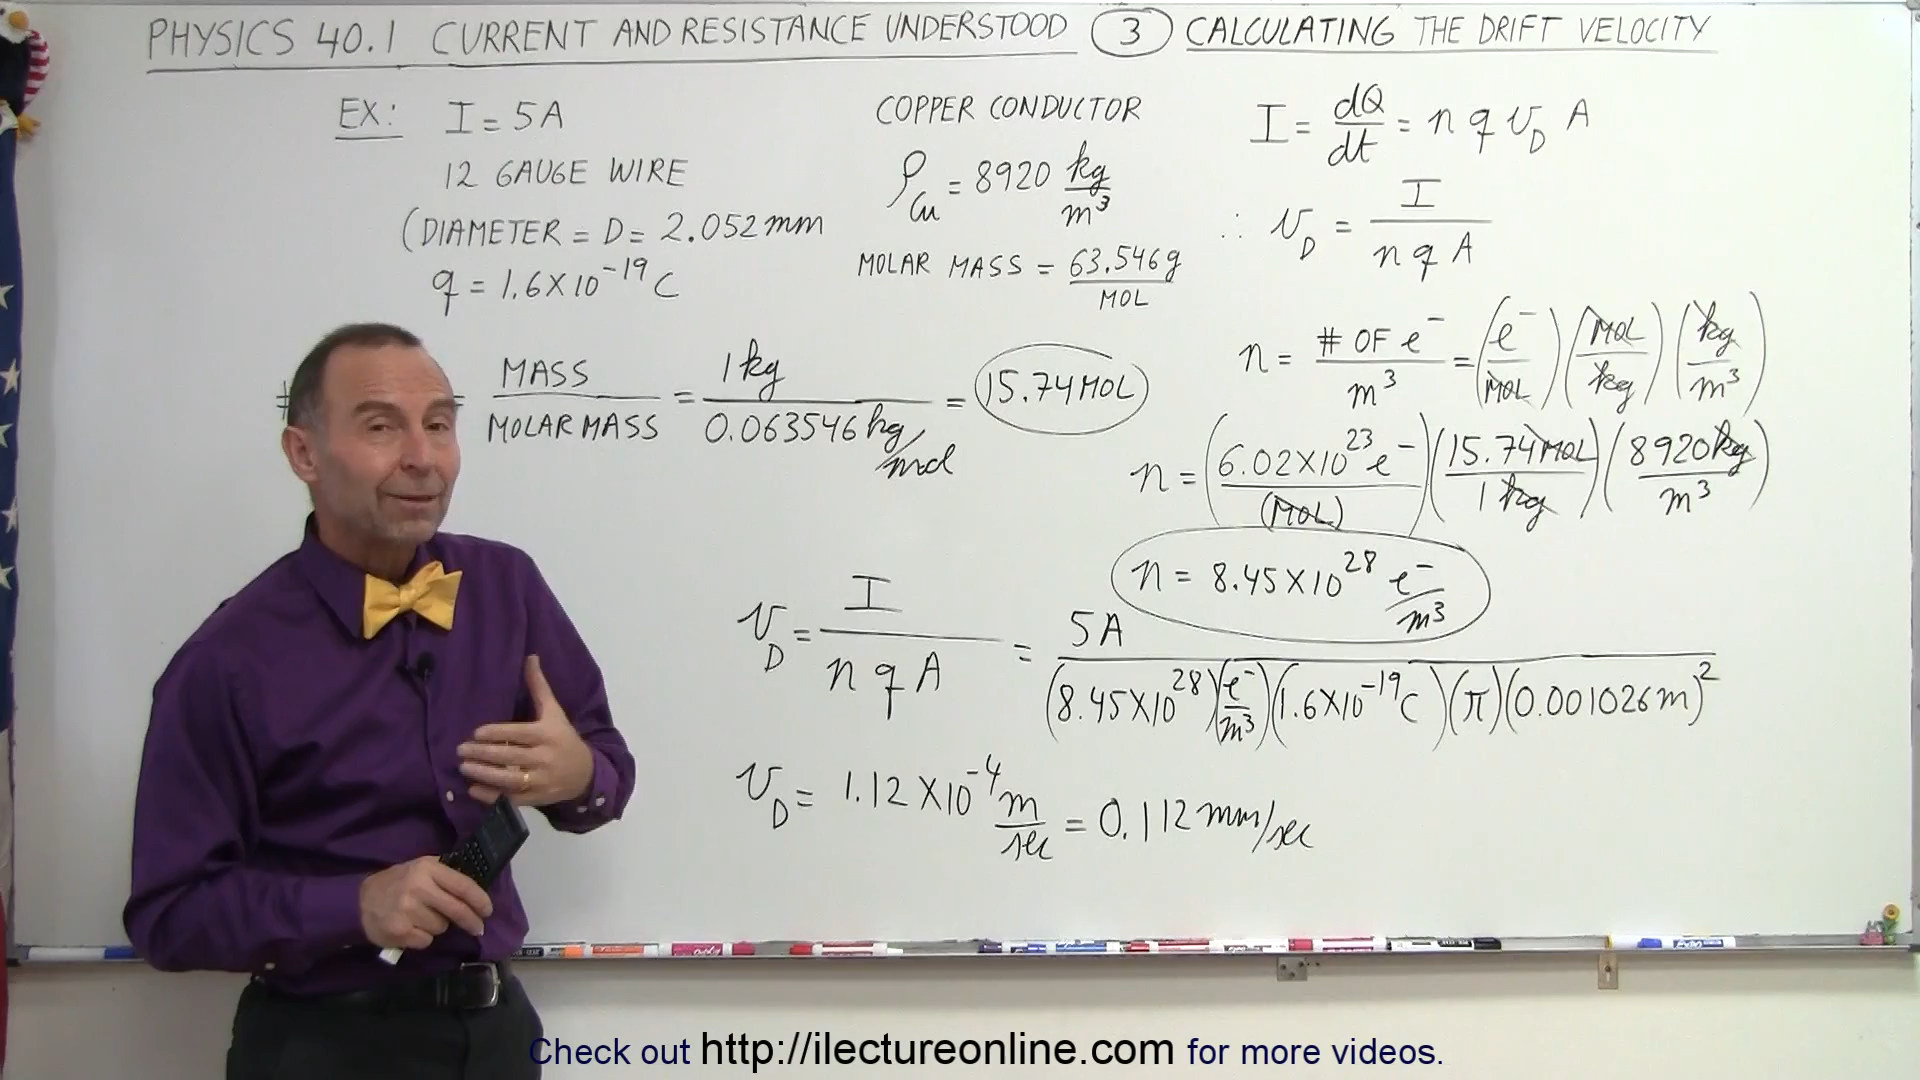 PHYSICS 40.1 CURRENT AND RESISTANCE UNDERSTOOD (3) CALCULATING THE DRIFT VELOCITY
EX: I = 5A
12 GAUGE WIRE
(DIAMETER = D = 2.052 mm
q = 1.6×10⁻¹⁹ C
COPPER CONDUCTOR
ρ_Cu = 8920 kg/m³
MOLAR MASS = 63.546 g/MOL
I = dQ/dt = n q v_D A
∴ v_D = I/(n q A)
# = MASS/MOLAR MASS = 1 kg/(0.063546 kg/mol) = 15.74 MOL
n = # OF e⁻/m³ = (e⁻/MOL)(MOL/kg)(kg/m³)
n = (6.02×10²³ e⁻/(MOL))(15.74 MOL/1 kg)(8920 kg/m³)
n = 8.45×10²⁸ e⁻/m³
v_D = I/(n q A) = 5A/((8.45×10²⁸)(e⁻/m³)(1.6×10⁻¹⁹ C)(π)(0.001026 m)²)
v_D = 1.12×10⁻⁴ m/sec = 0.112 mm/sec
Check out http://ilectureonline.com for more videos.